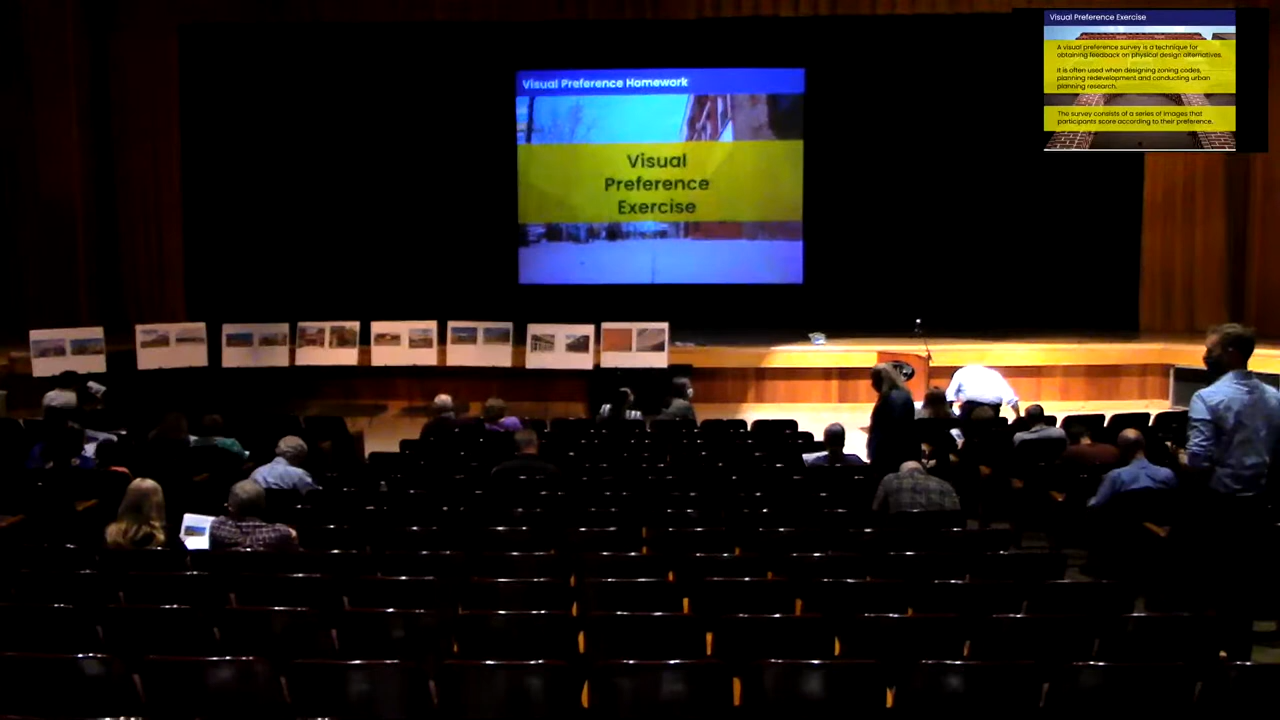 Visual Preference Homework
Visual
Preference
Exercise
Visual Preference Exercise
A visual preference survey is a technique for
obtaining feedback on physical design alternatives.
It is often used when designing zoning codes,
planning redevelopment and conducting urban
planning research.
The survey consists of a series of images that
participants score according to their preference.